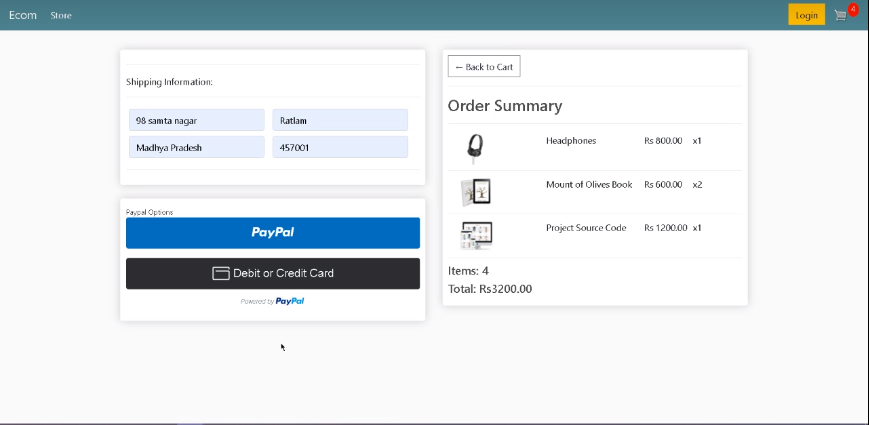 Ecom Store Login 4
Shipping Information:
98 samta nagar Ratlam
Madhya Pradesh 457001
Paypal Options
PayPal
Debit or Credit Card
Powered by PayPal
← Back to Cart
Order Summary
Headphones Rs 800.00 x1
Mount of Olives Book Rs 600.00 x2
Project Source Code Rs 1200.00 x1
Items: 4
Total: Rs3200.00